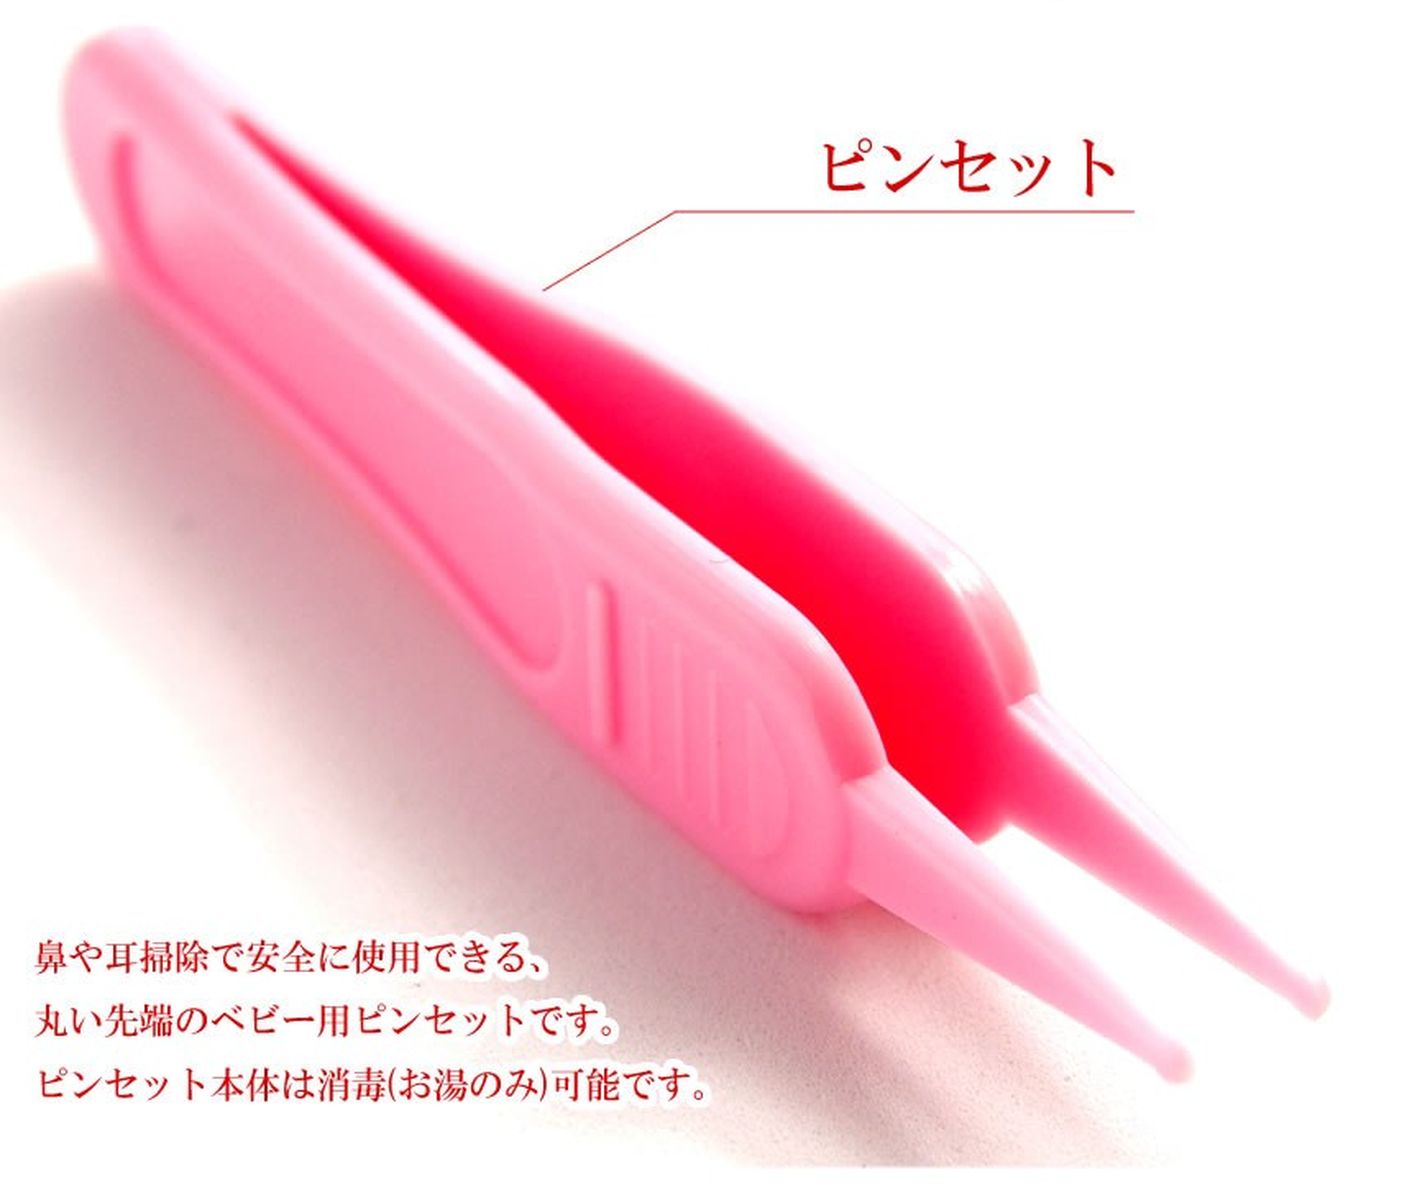 ピンセット
鼻や耳掃除で安全に使用できる、
丸い先端のベビー用ピンセットです。
ピンセット本体は消毒(お湯のみ)可能です。